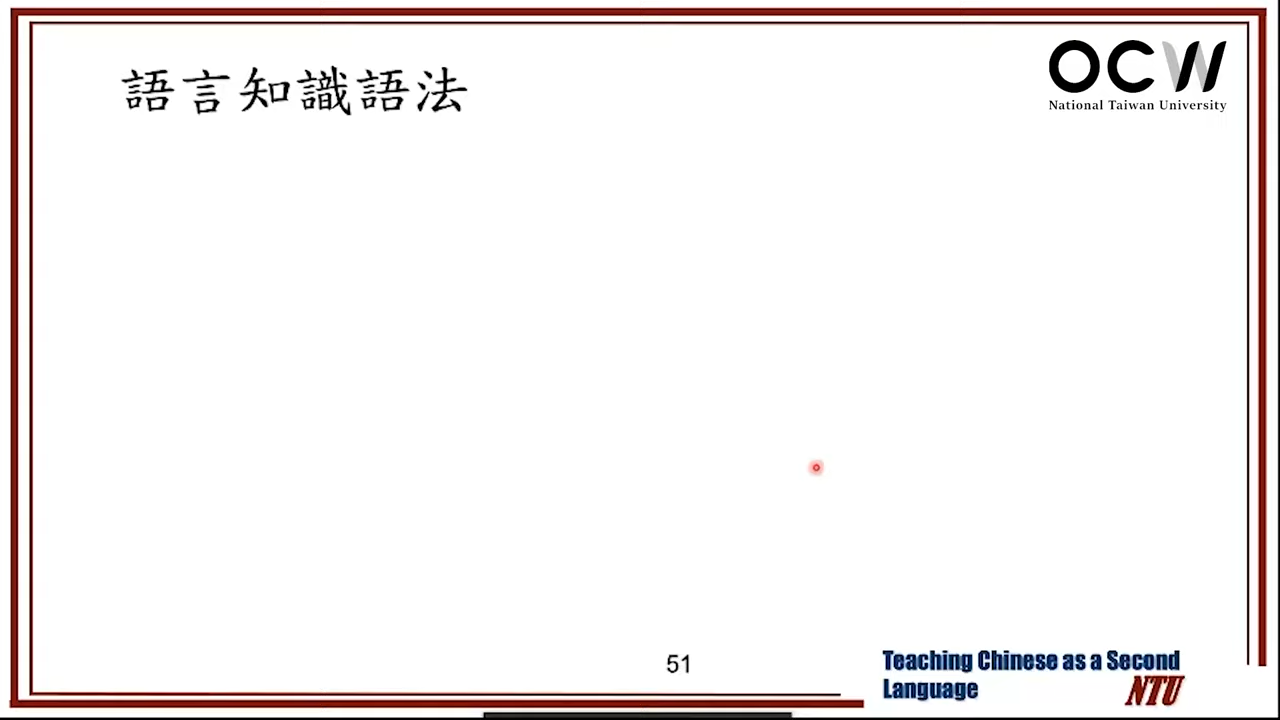 語言知識語法
OCW
National Taiwan University
51
Teaching Chinese as a Second
Language
NTU